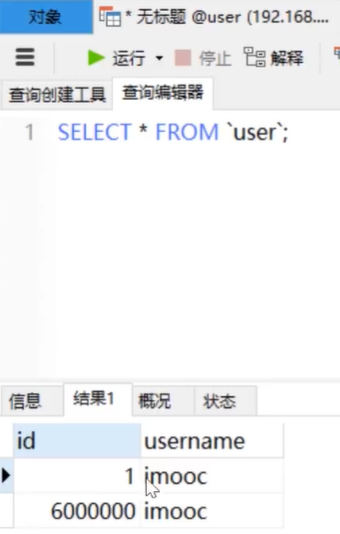 对象 * 无标题 @user (192.168....
运行 停止 解释
查询创建工具 查询编辑器
1 SELECT * FROM `user`;
信息 结果1 概况 状态
id username
1 imooc
6000000 imooc